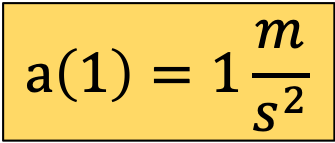 a(1) = 1 m/s²